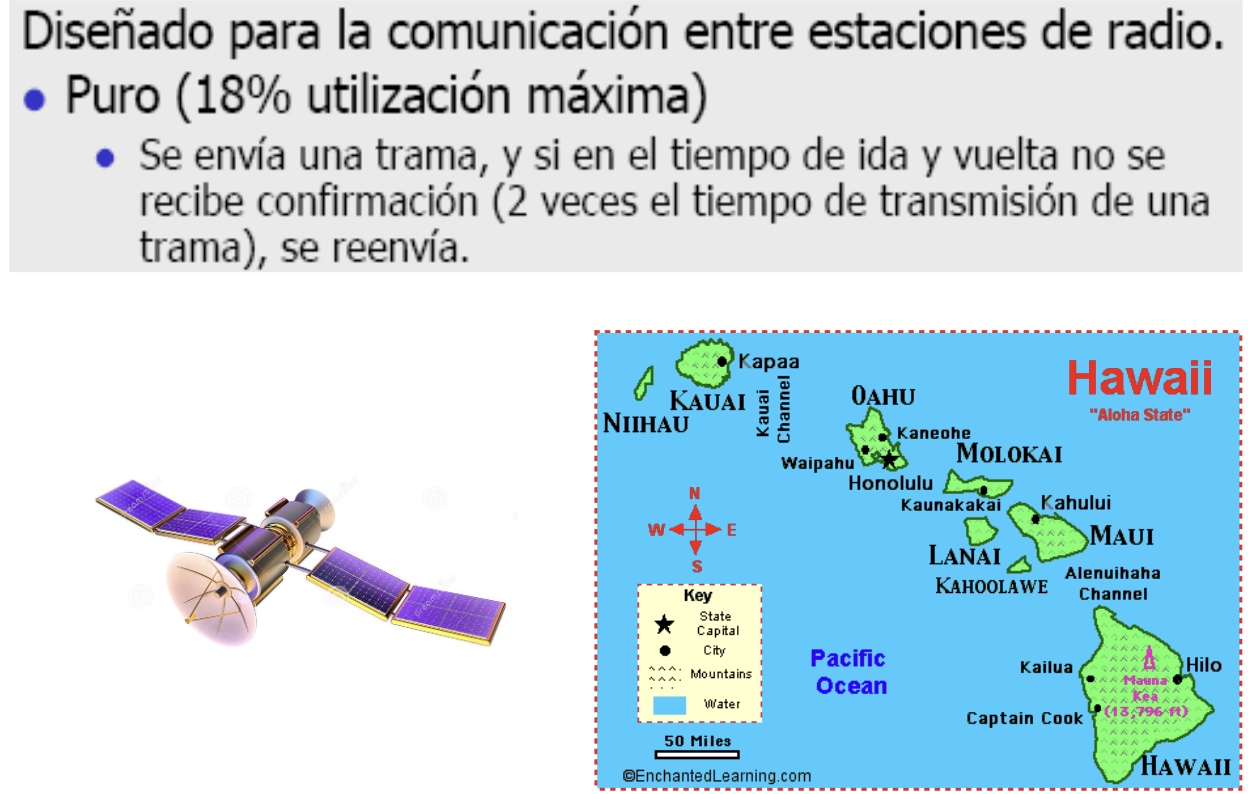 Diseñado para la comunicación entre estaciones de radio.
Puro (18% utilización máxima)
Se envía una trama, y si en el tiempo de ida y vuelta no se
recibe confirmación (2 veces el tiempo de transmisión de una
trama), se reenvía.
Hawaii
"Aloha State"
Kapaa
KAUAI
NIIHAU
Kauai
Channel
OAHU
Kaneohe
Waipahu
Honolulu
MOLOKAI
Kaunakakai
Kahului
MAUI
LANAI
KAHOOLAWE
Alenuihaha
Channel
N
W E
S
Key
State
Capital
City
Mountains
Water
Pacific
Ocean
Kailua
Hilo
Mauna
Kea
(13,796 ft)
Captain Cook
HAWAII
50 Miles
©EnchantedLearning.com